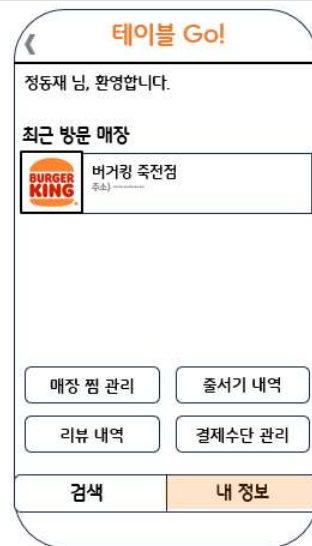 ❰ 테이블 Go!
정동재 님, 환영합니다.
최근 방문 매장
BURGER
KING
버거킹 죽전점
주소) ---------
매장 찜 관리
줄서기 내역
리뷰 내역
결제수단 관리
검색
내 정보